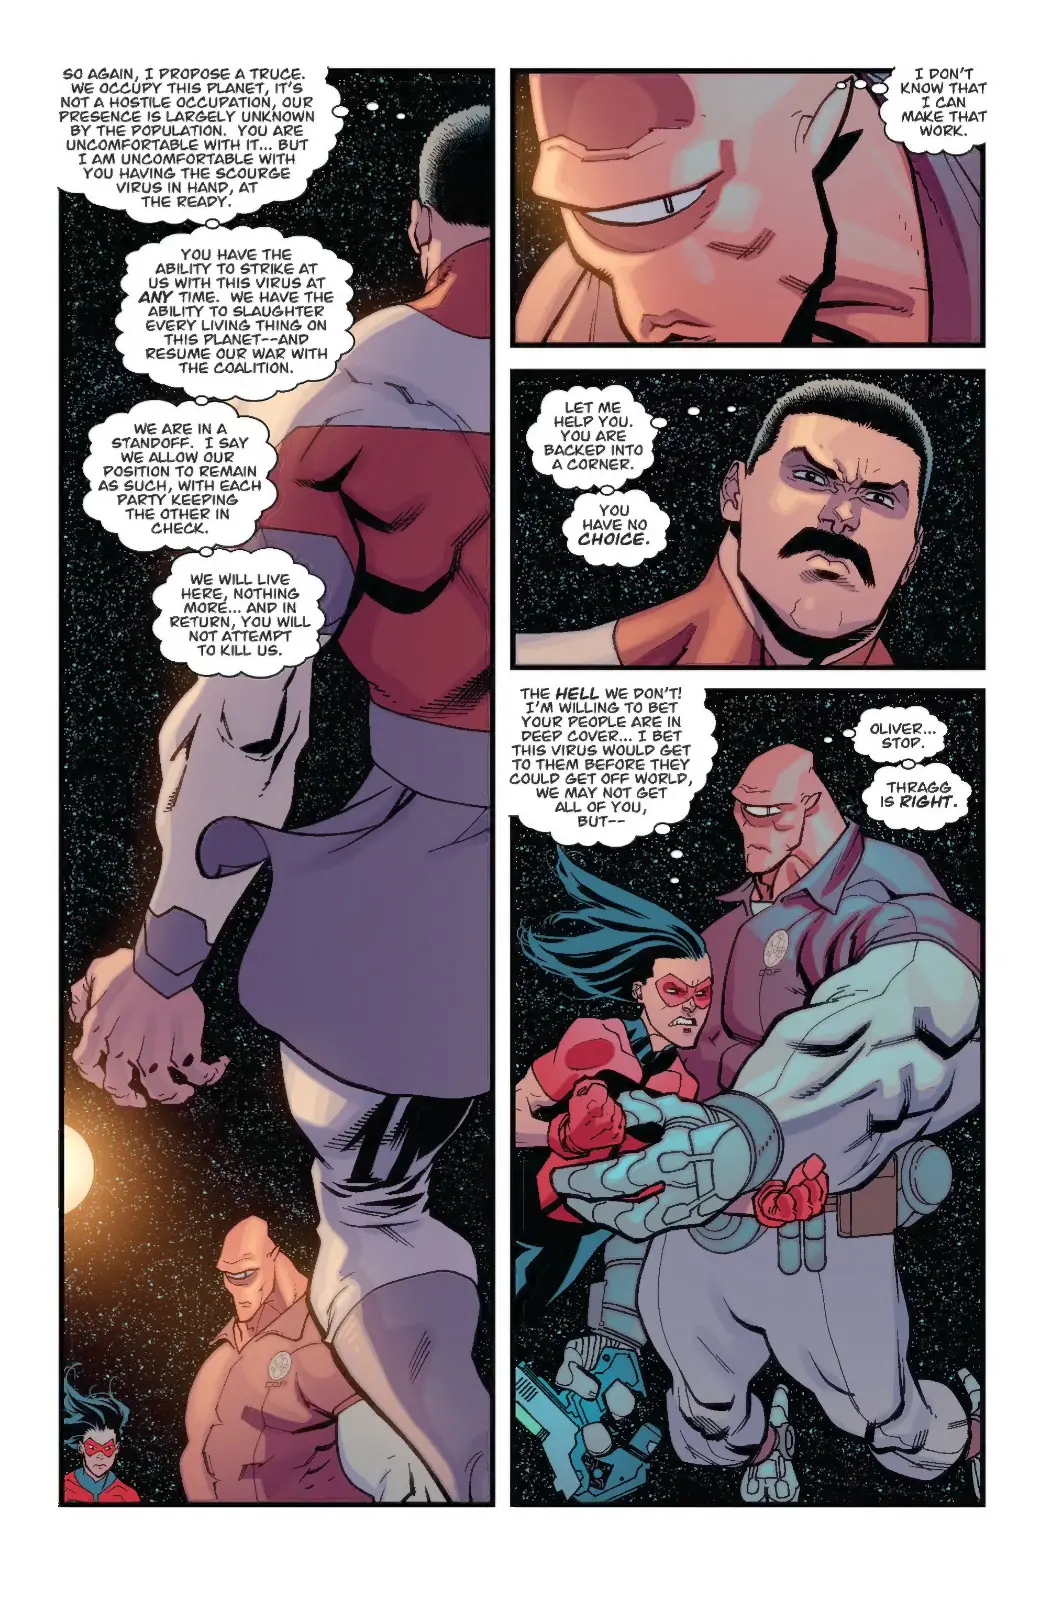 SO AGAIN, I PROPOSE A TRUCE.
WE OCCUPY THIS PLANET, IT'S
NOT A HOSTILE OCCUPATION, OUR
PRESENCE IS LARGELY UNKNOWN
BY THE POPULATION. YOU ARE
UNCOMFORTABLE WITH IT... BUT
I AM UNCOMFORTABLE WITH
YOU HAVING THE SCOURGE
VIRUS IN HAND, AT
THE READY.
YOU HAVE THE
ABILITY TO STRIKE AT
US WITH THIS VIRUS AT
ANY TIME. WE HAVE THE
ABILITY TO SLAUGHTER
EVERY LIVING THING ON
THIS PLANET--AND
RESUME OUR WAR WITH
THE COALITION.
WE ARE IN A
STANDOFF. I SAY
WE ALLOW OUR
POSITION TO REMAIN
AS SUCH, WITH EACH
PARTY KEEPING
THE OTHER IN
CHECK.
WE WILL LIVE
HERE, NOTHING
MORE... AND IN
RETURN, YOU WILL
NOT ATTEMPT
TO KILL US.
I DON'T
KNOW THAT
I CAN
MAKE THAT
WORK.
LET ME
HELP YOU.
YOU ARE
BACKED INTO
A CORNER.
YOU
HAVE NO
CHOICE.
THE HELL WE DON'T!
I'M WILLING TO BET
YOUR PEOPLE ARE IN
DEEP COVER... I BET
THIS VIRUS WOULD GET
TO THEM BEFORE THEY
COULD GET OFF WORLD,
WE MAY NOT GET
ALL OF YOU,
BUT--
OLIVER...
STOP.
THRAGG
IS RIGHT.